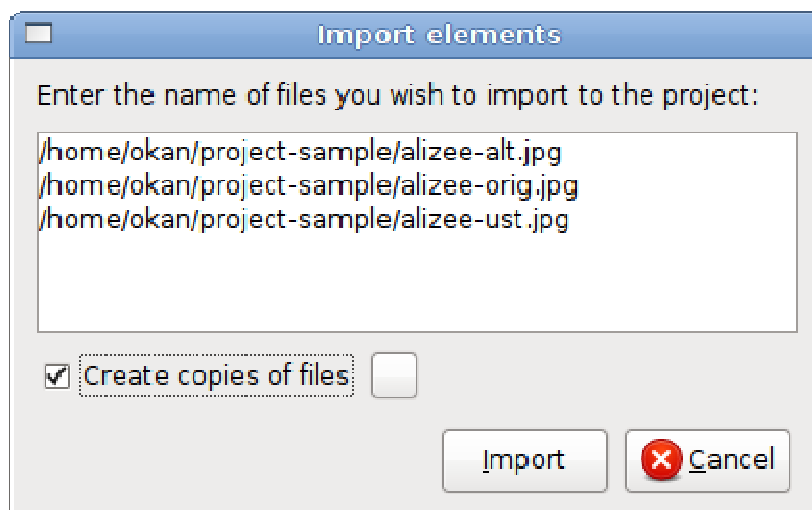 Import elements
Enter the name of files you wish to import to the project:
/home/okan/project-sample/alizee-alt.jpg
/home/okan/project-sample/alizee-orig.jpg
/home/okan/project-sample/alizee-ust.jpg
Create copies of files
Import Cancel